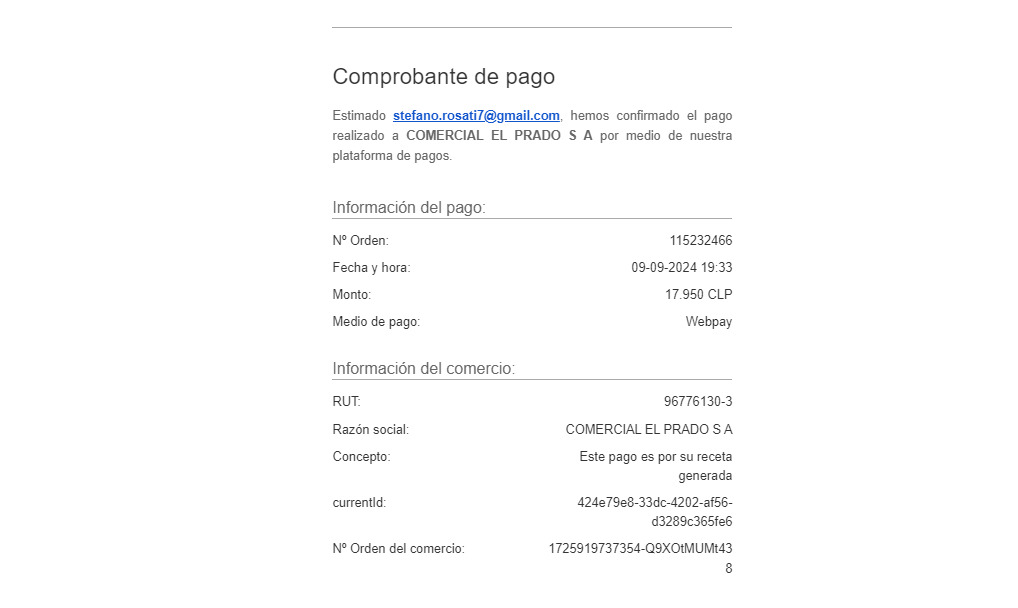 Comprobante de pago
Estimado stefano.rosati7@gmail.com, hemos confirmado el pago
realizado a COMERCIAL EL PRADO S A por medio de nuestra
plataforma de pagos.
Información del pago:
Nº Orden: 115232466
Fecha y hora: 09-09-2024 19:33
Monto: 17.950 CLP
Medio de pago: Webpay
Información del comercio:
RUT: 96776130-3
Razón social: COMERCIAL EL PRADO S A
Concepto: Este pago es por su receta
generada
currentId: 424e79e8-33dc-4202-af56-
d3289c365fe6
Nº Orden del comercio: 1725919737354-Q9XOtMUMt43
8